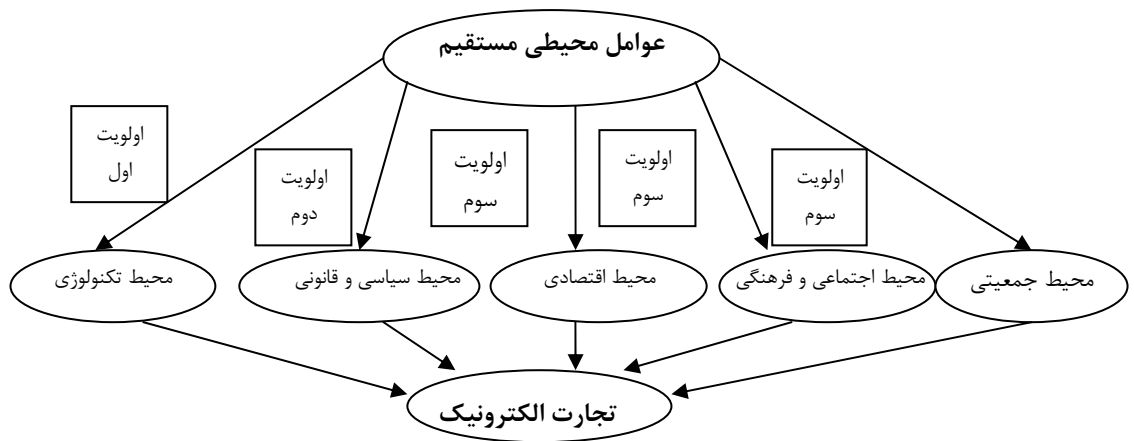 عوامل محیطی مستقیم
اولویت
سوم
اولویت
سوم
اولویت
سوم
اولویت
دوم
اولویت
اول
محیط جمعیتی
محیط اجتماعی و فرهنگی
محیط اقتصادی
محیط سیاسی و قانونی
محیط تکنولوژی
تجارت الکترونیک